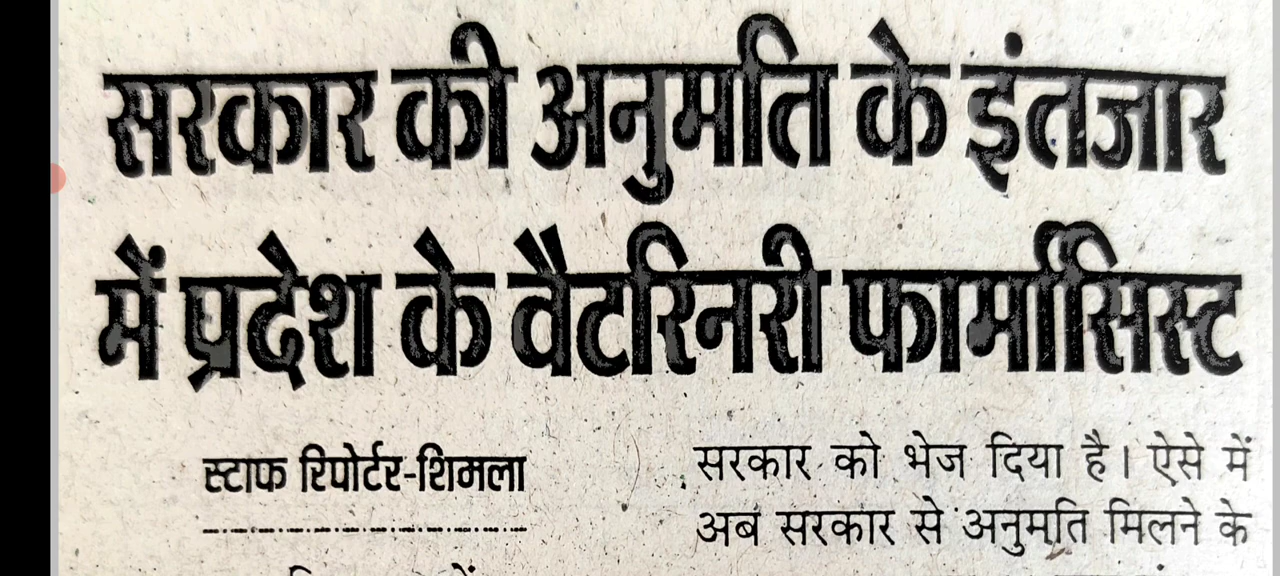 सरकार की अनुमति के इंतजार
में प्रदेश के वैटरिनरी फार्मासिस्ट
स्टाफ रिपोर्टर-शिमला
सरकार को भेज दिया है। ऐसे में
अब सरकार से अनुमति मिलने के